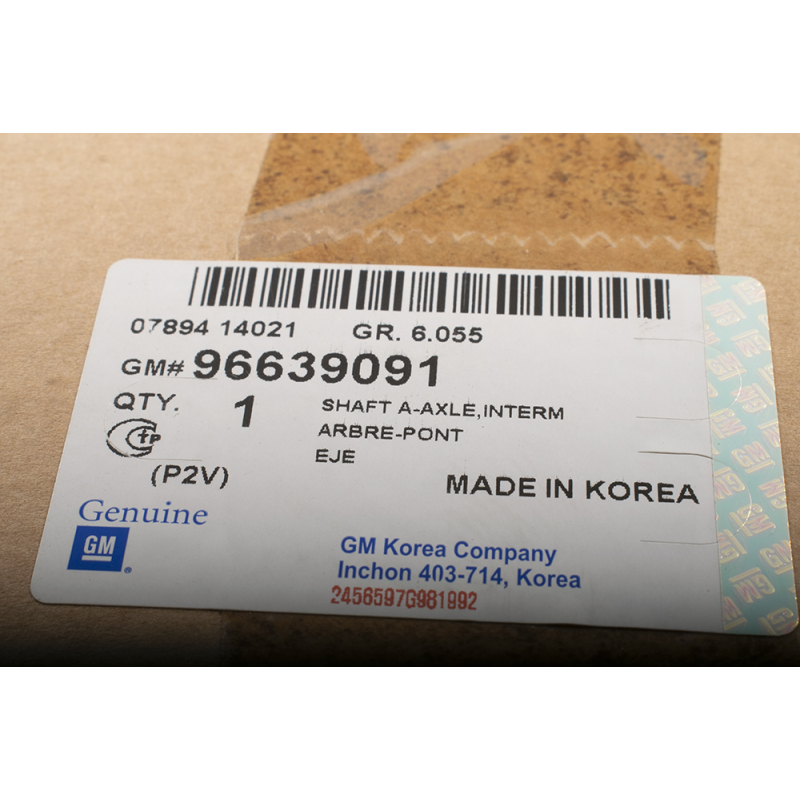 07894 14021 GR. 6.055
GM# 96639091
QTY. 1 SHAFT A-AXLE,INTERM
ARBRE-PONT
EJE
(P2V)
MADE IN KOREA
Genuine
GM
GM Korea Company
Inchon 403-714, Korea
2456597G981992